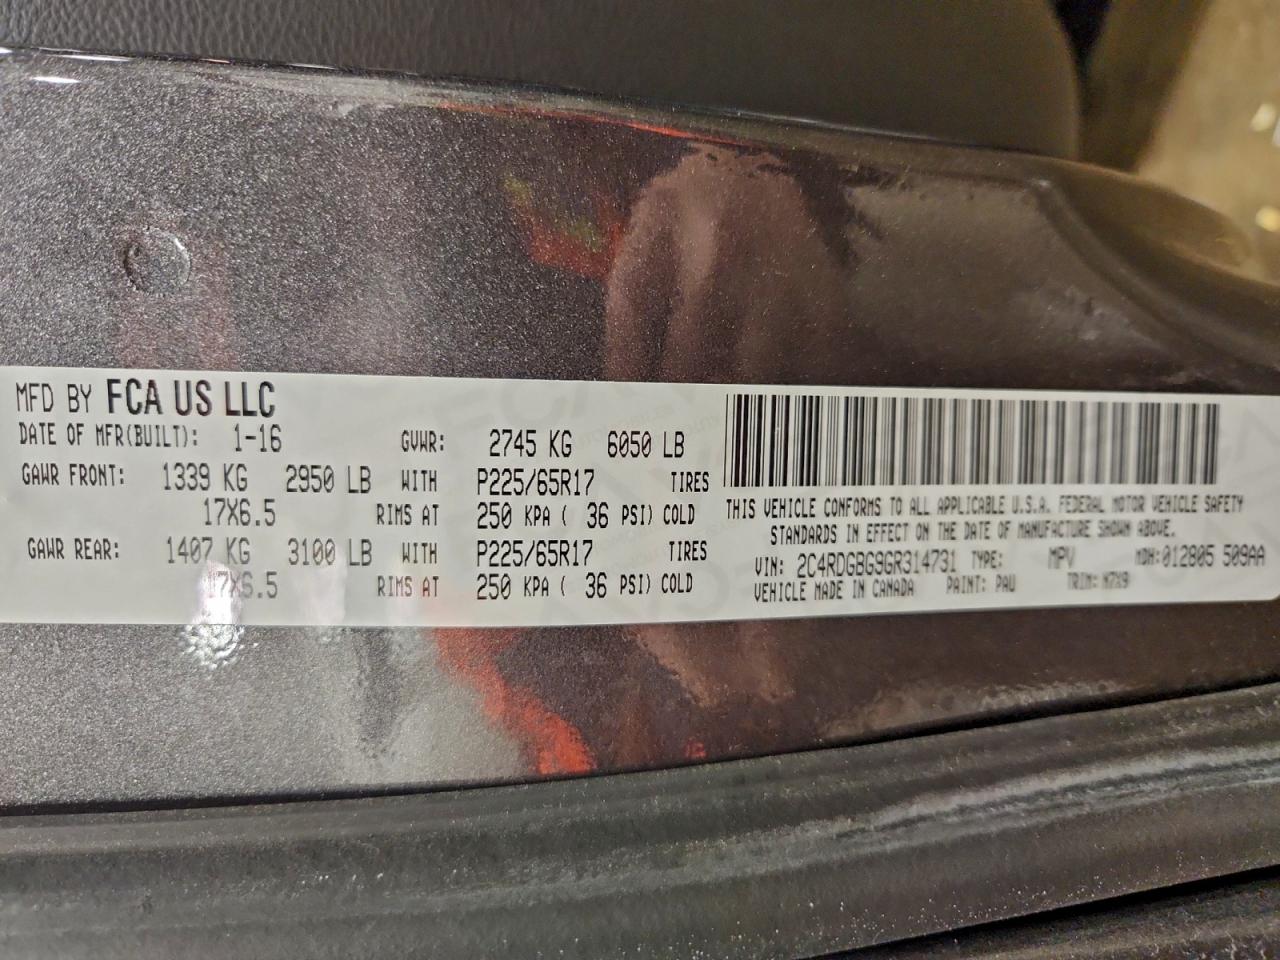 MFD BY FCA US LLC
DATE OF MFR(BUILT): 1-16 GVWR: 2745 KG 6050 LB
GAWR FRONT: 1339 KG 2950 LB WITH P225/65R17 TIRES
17X6.5 RIMS AT 250 KPA ( 36 PSI) COLD
GAWR REAR: 1407 KG 3100 LB WITH P225/65R17 TIRES
17X6.5 RIMS AT 250 KPA ( 36 PSI) COLD
THIS VEHICLE CONFORMS TO ALL APPLICABLE U.S.A. FEDERAL MOTOR VEHICLE SAFETY
STANDARDS IN EFFECT ON THE DATE OF MANUFACTURE SHOWN ABOVE.
VIN: 2C4RDGBG9GR314731 TYPE: MPV MDH:012805 509AA
VEHICLE MADE IN CANADA PAINT: PAU TRIM: M7X9